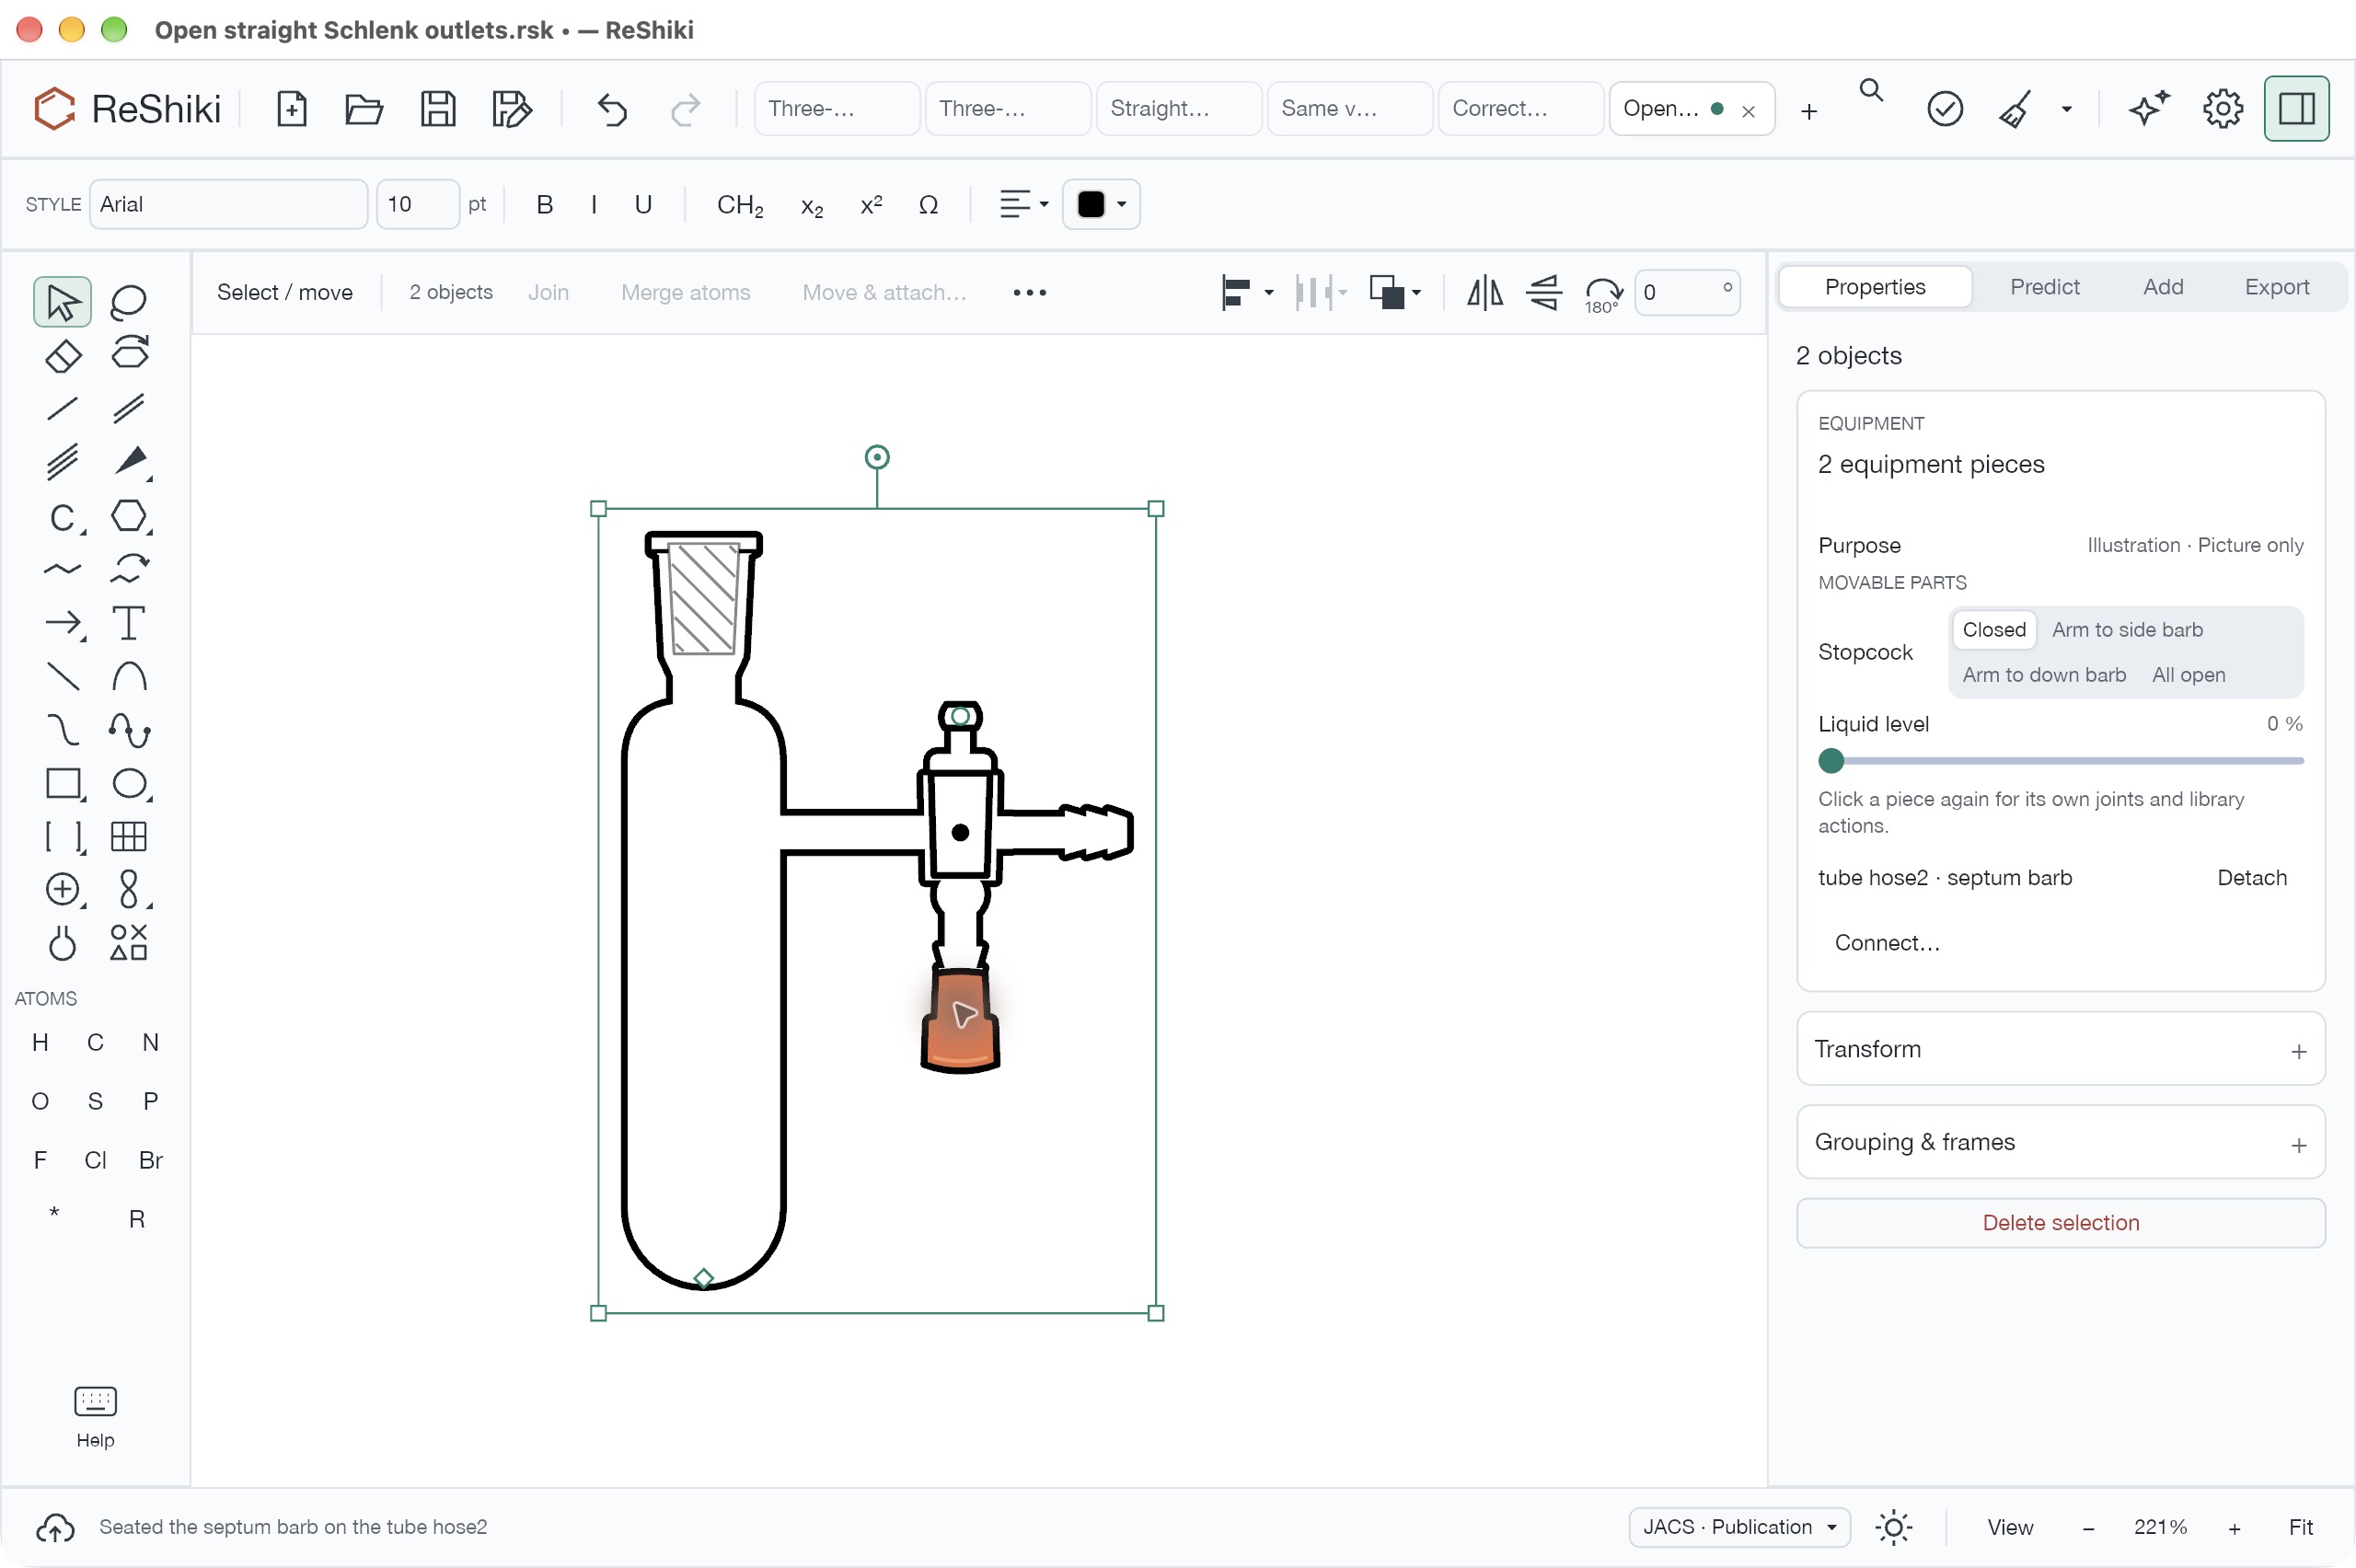 Open straight Schlenk outlets.rsk • — ReShiki
ReShiki
Three-...
Three-...
Straight...
Same v...
Correct...
Open...
STYLE
Arial
10
pt
B
I
U
CH₂
x₂
x²
Ω
Select / move
2 objects
Join
Merge atoms
Move & attach...
180°
0 °
Properties
Predict
Add
Export
2 objects
EQUIPMENT
2 equipment pieces
Purpose
Illustration · Picture only
MOVABLE PARTS
Stopcock
Closed
Arm to side barb
Arm to down barb
All open
Liquid level
0 %
Click a piece again for its own joints and library
actions.
tube hose2 · septum barb
Detach
Connect...
Transform
Grouping & frames
Delete selection
C
T
ATOMS
H C N
O S P
F Cl Br
* R
Help
Seated the septum barb on the tube hose2
JACS · Publication
View
−
221%
+
Fit